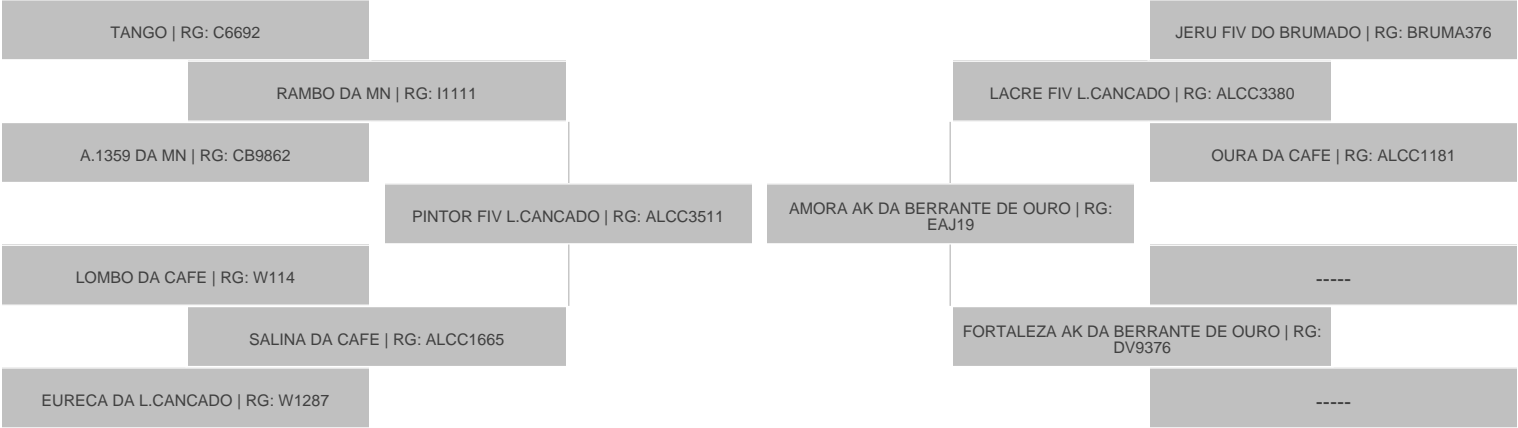 TANGO | RG: C6692
JERU FIV DO BRUMADO | RG: BRUMA376
RAMBO DA MN | RG: I1111
LACRE FIV L.CANCADO | RG: ALCC3380
A.1359 DA MN | RG: CB9862
OURA DA CAFE | RG: ALCC1181
PINTOR FIV L.CANCADO | RG: ALCC3511
AMORA AK DA BERRANTE DE OURO | RG:
EAJ19
LOMBO DA CAFE | RG: W114
-----
SALINA DA CAFE | RG: ALCC1665
FORTALEZA AK DA BERRANTE DE OURO | RG:
DV9376
EURECA DA L.CANCADO | RG: W1287
-----